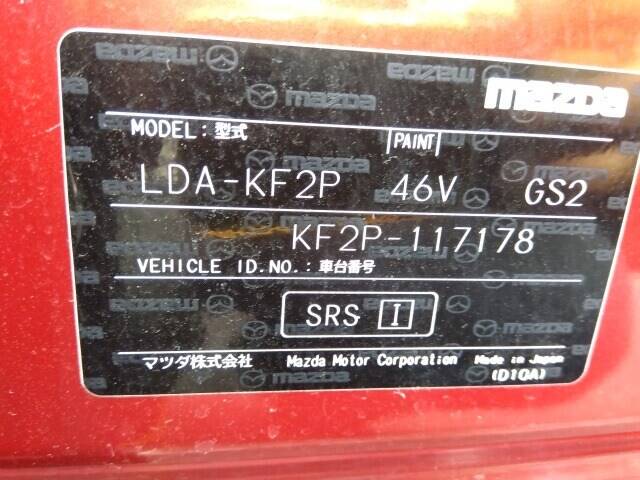 mazda
MODEL: 型式 PAINT
LDA-KF2P 46V GS2
KF2P-117178
VEHICLE ID.NO.: 車台番号
SRS I
マツダ株式会社 Mazda Motor Corporation Made in Japan
(D10A)